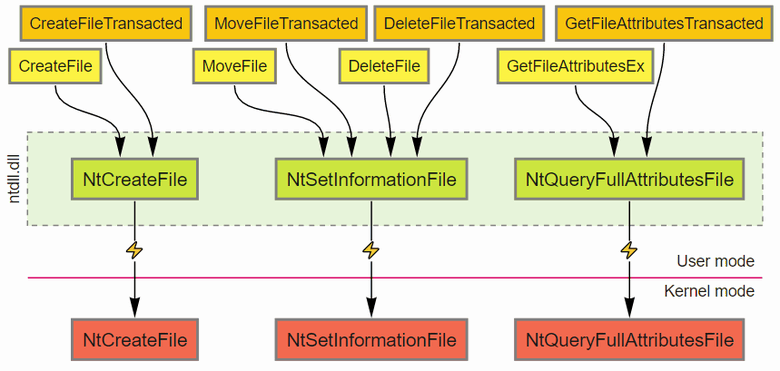 CreateFileTransacted
MoveFileTransacted
DeleteFileTransacted
GetFileAttributesTransacted
CreateFile
MoveFile
DeleteFile
GetFileAttributesEx
ntdll.dll
NtCreateFile
NtSetInformationFile
NtQueryFullAttributesFile
User mode
Kernel mode
NtCreateFile
NtSetInformationFile
NtQueryFullAttributesFile